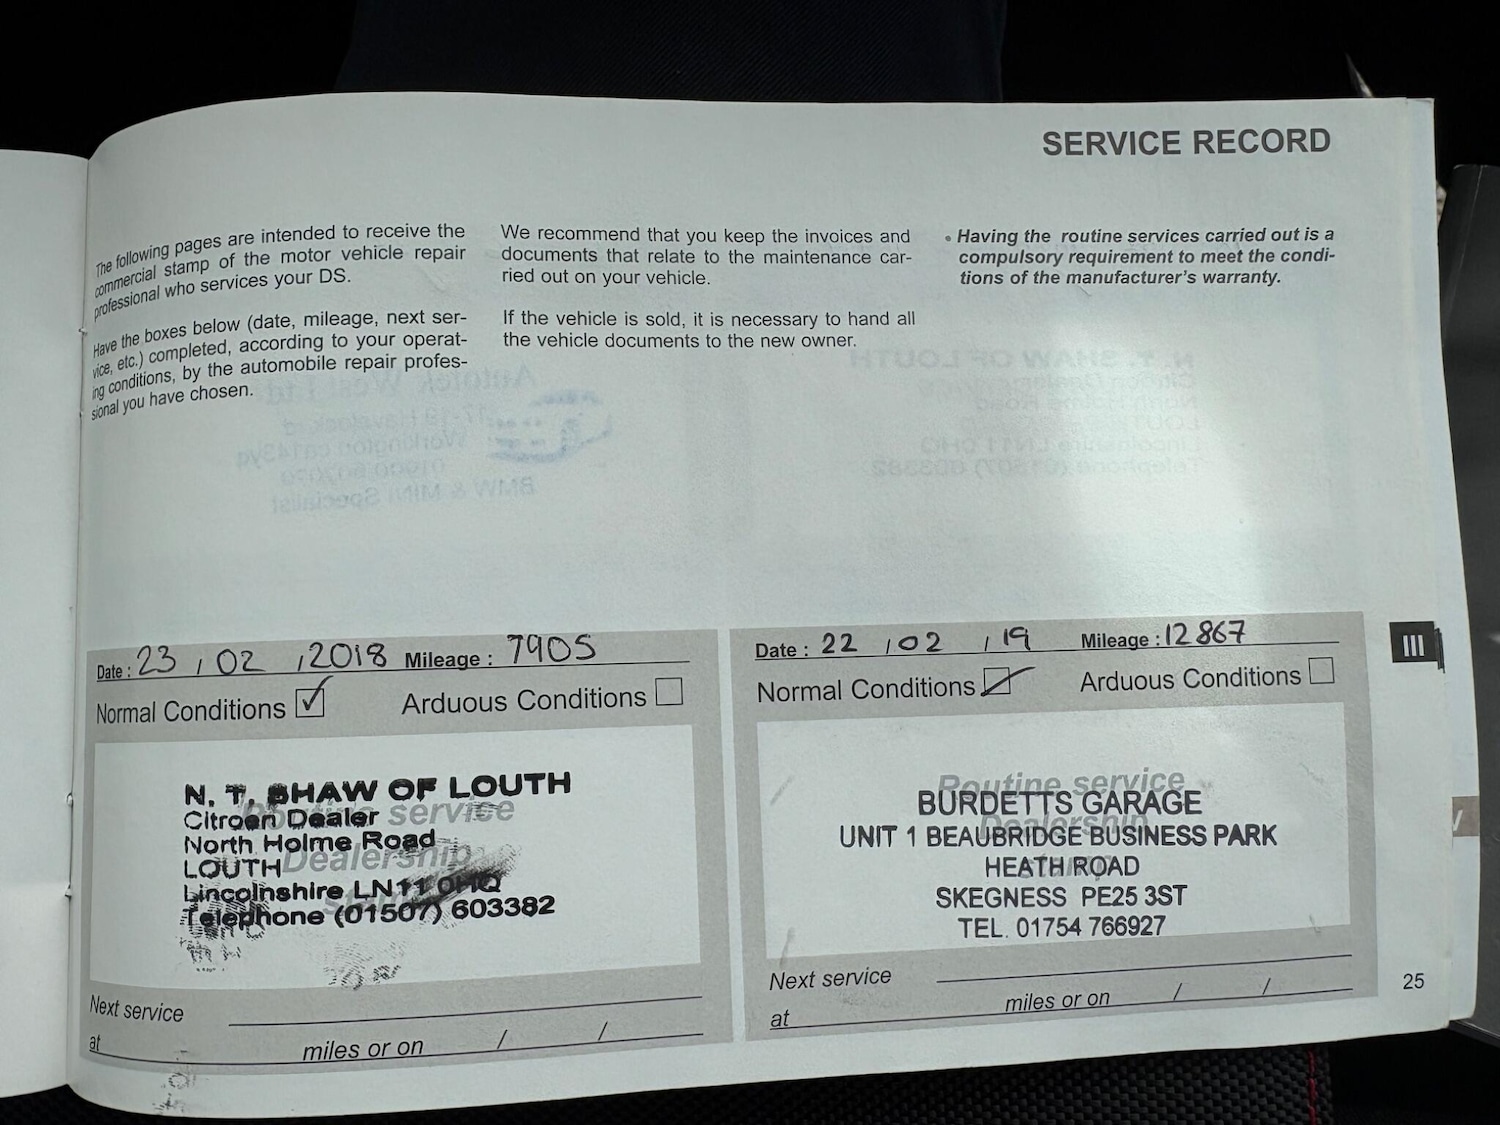 SERVICE RECORD
The following pages are intended to receive the
commercial stamp of the motor vehicle repair
professional who services your DS.
Have the boxes below (date, mileage, next ser-
vice, etc.) completed, according to your operat-
ing conditions, by the automobile repair profes-
sional you have chosen.
We recommend that you keep the invoices and
documents that relate to the maintenance car-
ried out on your vehicle.
If the vehicle is sold, it is necessary to hand all
the vehicle documents to the new owner.
• Having the routine services carried out is a
compulsory requirement to meet the condi-
tions of the manufacturer's warranty.
Date : 23 / 02 / 2018 Mileage : 7905
Normal Conditions Arduous Conditions
Routine service
Dealership
stamp
N. T. SHAW OF LOUTH
Citroen Dealer
North Holme Road
LOUTH
Lincolnshire LN11 0HQ
Telephone (01507) 603382
Next service
at miles or on / /
Date : 22 / 02 / 19 Mileage : 12867
Normal Conditions Arduous Conditions
Routine service
Dealership
stamp
BURDETTS GARAGE
UNIT 1 BEAUBRIDGE BUSINESS PARK
HEATH ROAD
SKEGNESS PE25 3ST
TEL. 01754 766927
Next service
at miles or on / /
III
25